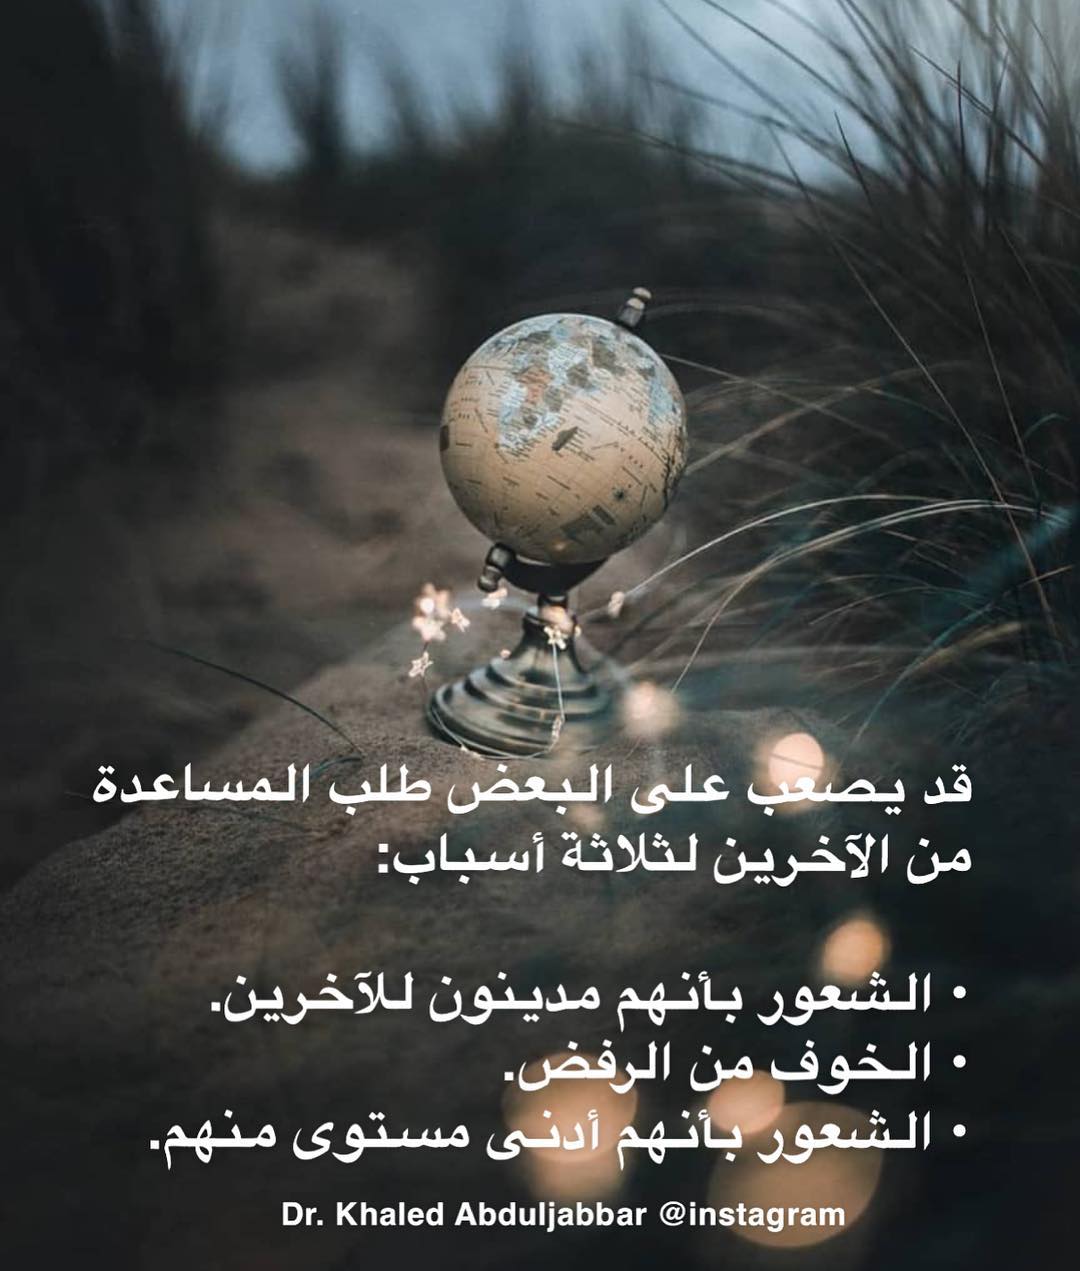 قد يصعب على البعض طلب المساعدة
من الآخرين لثلاثة أسباب:
• الشعور بأنهم مدينون للآخرين.
• الخوف من الرفض.
• الشعور بأنهم أدنى مستوى منهم.
Dr. Khaled Abduljabbar @instagram